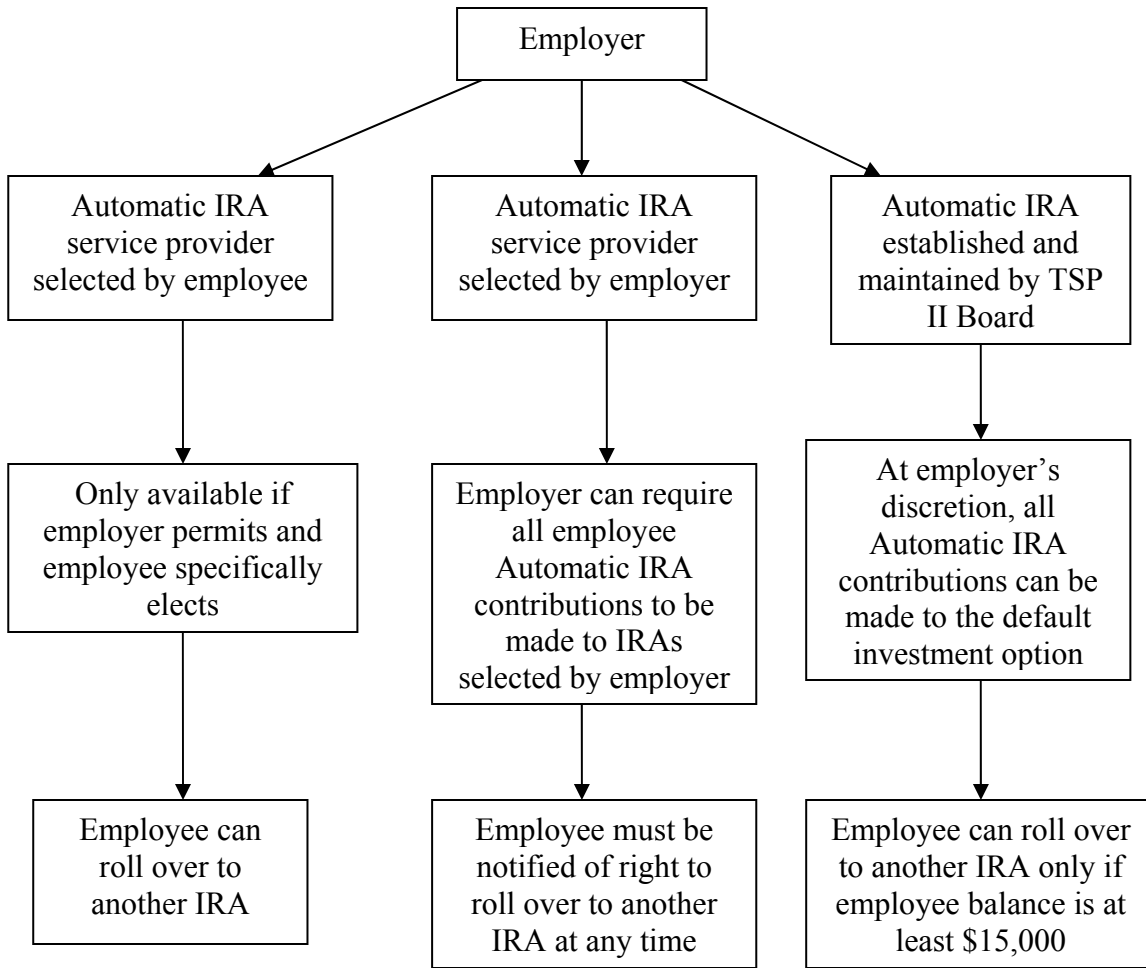 Employer
Automatic IRA
service provider
selected by employee
Automatic IRA
service provider
selected by employer
Automatic IRA
established and
maintained by TSP
II Board
Only available if
employer permits and
employee specifically
elects
Employer can require
all employee
Automatic IRA
contributions to be
made to IRAs
selected by employer
At employer’s
discretion, all
Automatic IRA
contributions can be
made to the default
investment option
Employee can
roll over to
another IRA
Employee must be
notified of right to
roll over to another
IRA at any time
Employee can roll over
to another IRA only if
employee balance is at
least $15,000